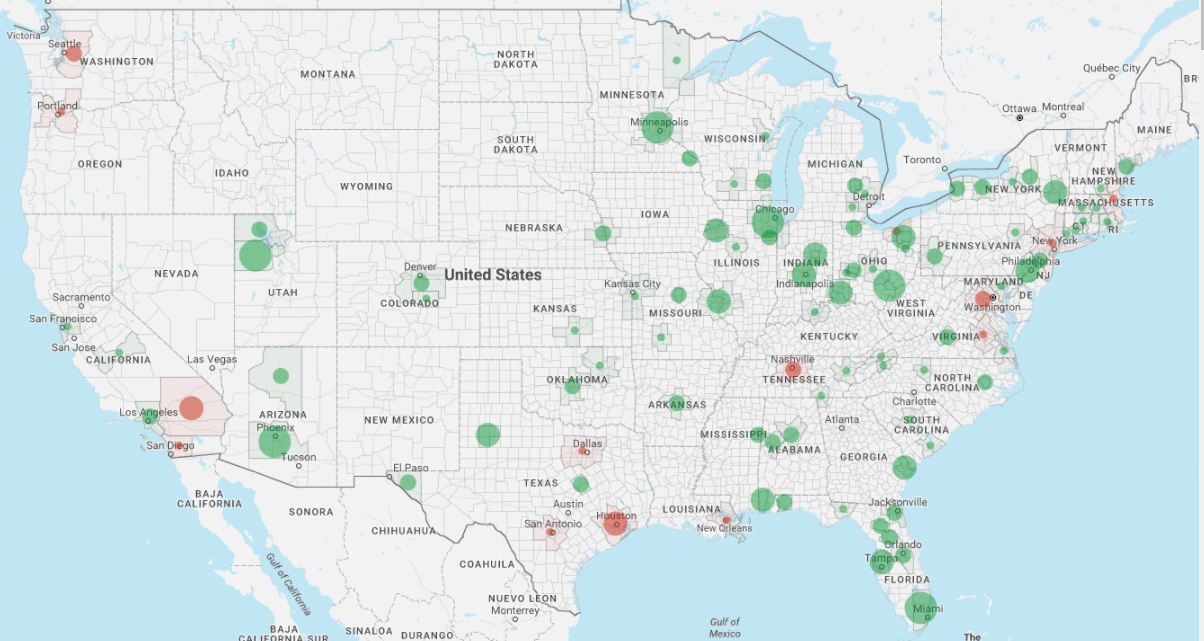 Victoria
Seattle
WASHINGTON
Portland
OREGON
IDAHO
MONTANA
NORTH
DAKOTA
SOUTH
DAKOTA
MINNESOTA
Minneapolis
WISCONSIN
MICHIGAN
Detroit
Toronto
Ottawa
Montreal
Québec City
BR
MAINE
VERMONT
NEW
HAMPSHIRE
MASSACHUSETTS
CT
RI
NEW YORK
New York
WYOMING
IOWA
Chicago
NEBRASKA
ILLINOIS
INDIANA
Indianapolis
OHIO
PENNSYLVANIA
Philadelphia
NJ
MARYLAND
DE
Washington
WEST
VIRGINIA
VIRGINIA
NEVADA
UTAH
Denver
COLORADO
United States
Kansas City
KANSAS
MISSOURI
KENTUCKY
Sacramento
San Francisco
San Jose
CALIFORNIA
Las Vegas
Los Angeles
San Diego
ARIZONA
Phoenix
Tucson
NEW MEXICO
El Paso
OKLAHOMA
ARKANSAS
Nashville
TENNESSEE
NORTH
CAROLINA
Charlotte
SOUTH
CAROLINA
Atlanta
MISSISSIPPI
ALABAMA
GEORGIA
Dallas
TEXAS
Austin
San Antonio
Houston
LOUISIANA
New Orleans
Jacksonville
Orlando
Tampa
FLORIDA
Miami
BAJA
CALIFORNIA
SONORA
CHIHUAHUA
COAHUILA
NUEVO LEON
Monterrey
Gulf of California
BAJA
CALIFORNIA SUR
SINALOA
DURANGO
Gulf of
Mexico
The